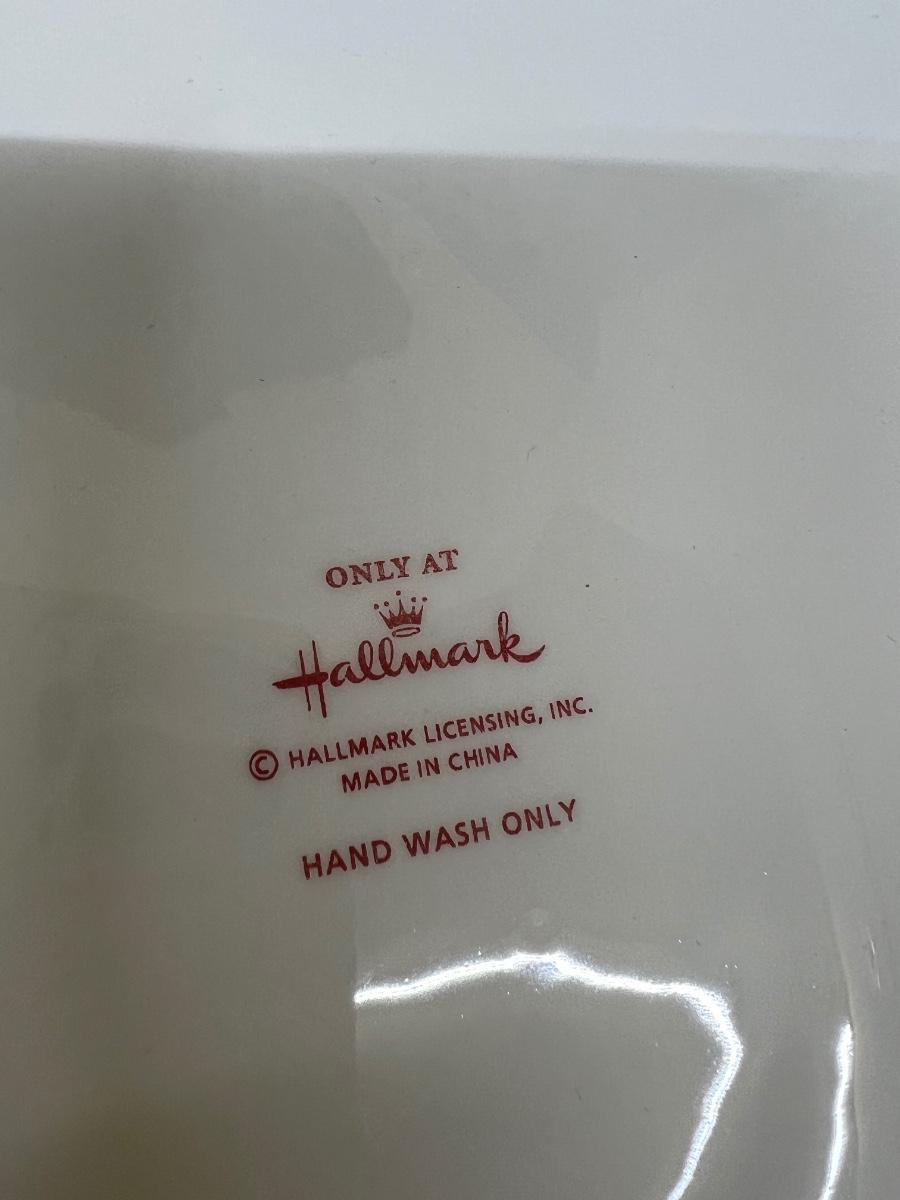 ONLY AT
Hallmark
© HALLMARK LICENSING, INC.
MADE IN CHINA
HAND WASH ONLY